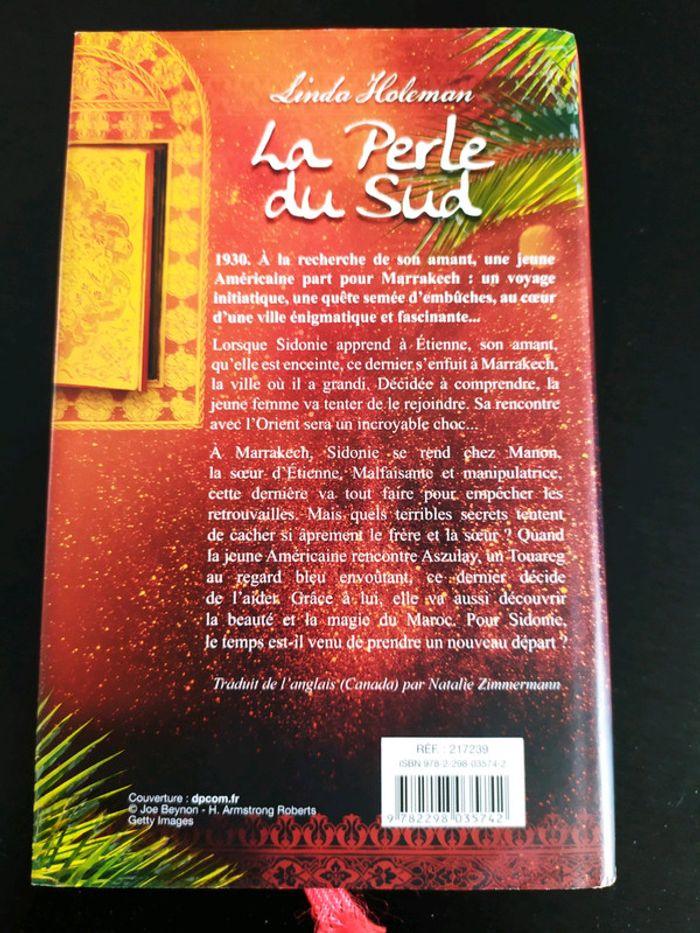 Linda Holeman
La Perle
du Sud
1930. À la recherche de son amant, une jeune
Américaine part pour Marrakech : un voyage
initiatique, une quête semée d'embûches, au cœur
d'une ville énigmatique et fascinante...
Lorsque Sidonie apprend à Étienne, son amant,
qu'elle est enceinte, ce dernier s'enfuit à Marrakech,
la ville où il a grandi. Décidée à comprendre, la
jeune femme va tenter de le rejoindre. Sa rencontre
avec l'Orient sera un incroyable choc...
À Marrakech, Sidonie se rend chez Manon,
la sœur d'Étienne. Malfaisante et manipulatrice,
cette dernière va tout faire pour empêcher les
retrouvailles. Mais quels terribles secrets tentent
de cacher si âprement le frère et la sœur ? Quand
la jeune Américaine rencontre Aszulay, un Touareg
au regard bleu envoûtant, ce dernier décide
de l'aider. Grâce à lui, elle va aussi découvrir
la beauté et la magie du Maroc. Pour Sidonie,
le temps est-il venu de prendre un nouveau départ ?
Traduit de l'anglais (Canada) par Natalie Zimmermann
RÉF. : 217239
ISBN 978-2-298-03574-2
9 782298 035742
Couverture : dpcom.fr
© Joe Beynon - H. Armstrong Roberts
Getty Images